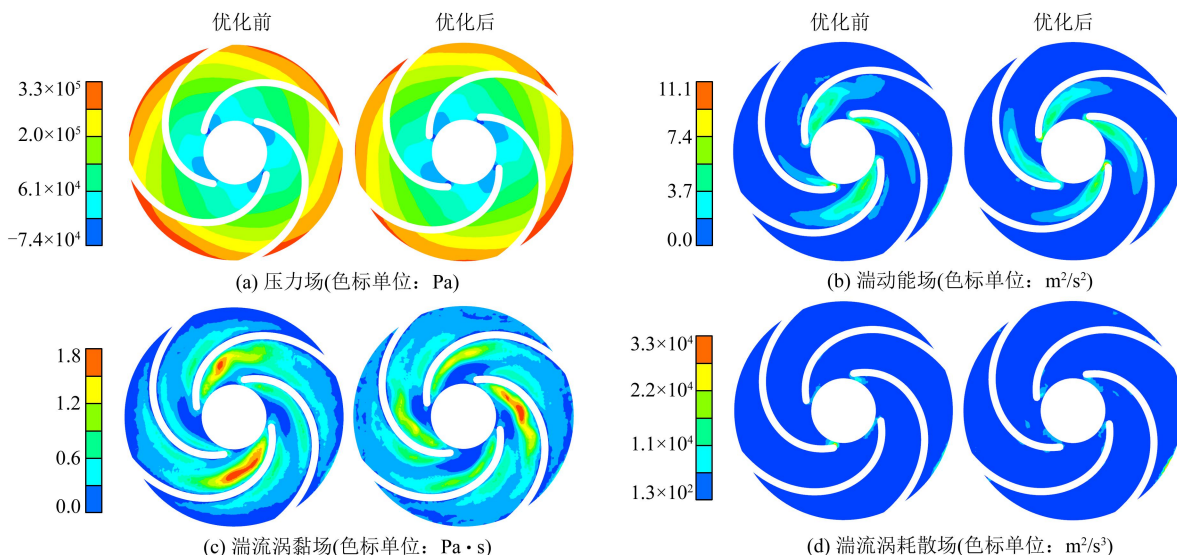 优化前 优化后
3.3×10⁵
2.0×10⁵
6.1×10⁴
−7.4×10⁴
(a) 压力场(色标单位：Pa)
优化前 优化后
11.1
7.4
3.7
0.0
(b) 湍动能场(色标单位：m²/s²)
1.8
1.2
0.6
0.0
(c) 湍流涡黏场(色标单位：Pa·s)
3.3×10⁴
2.2×10⁴
1.1×10⁴
1.3×10²
(d) 湍流涡耗散场(色标单位：m²/s³)